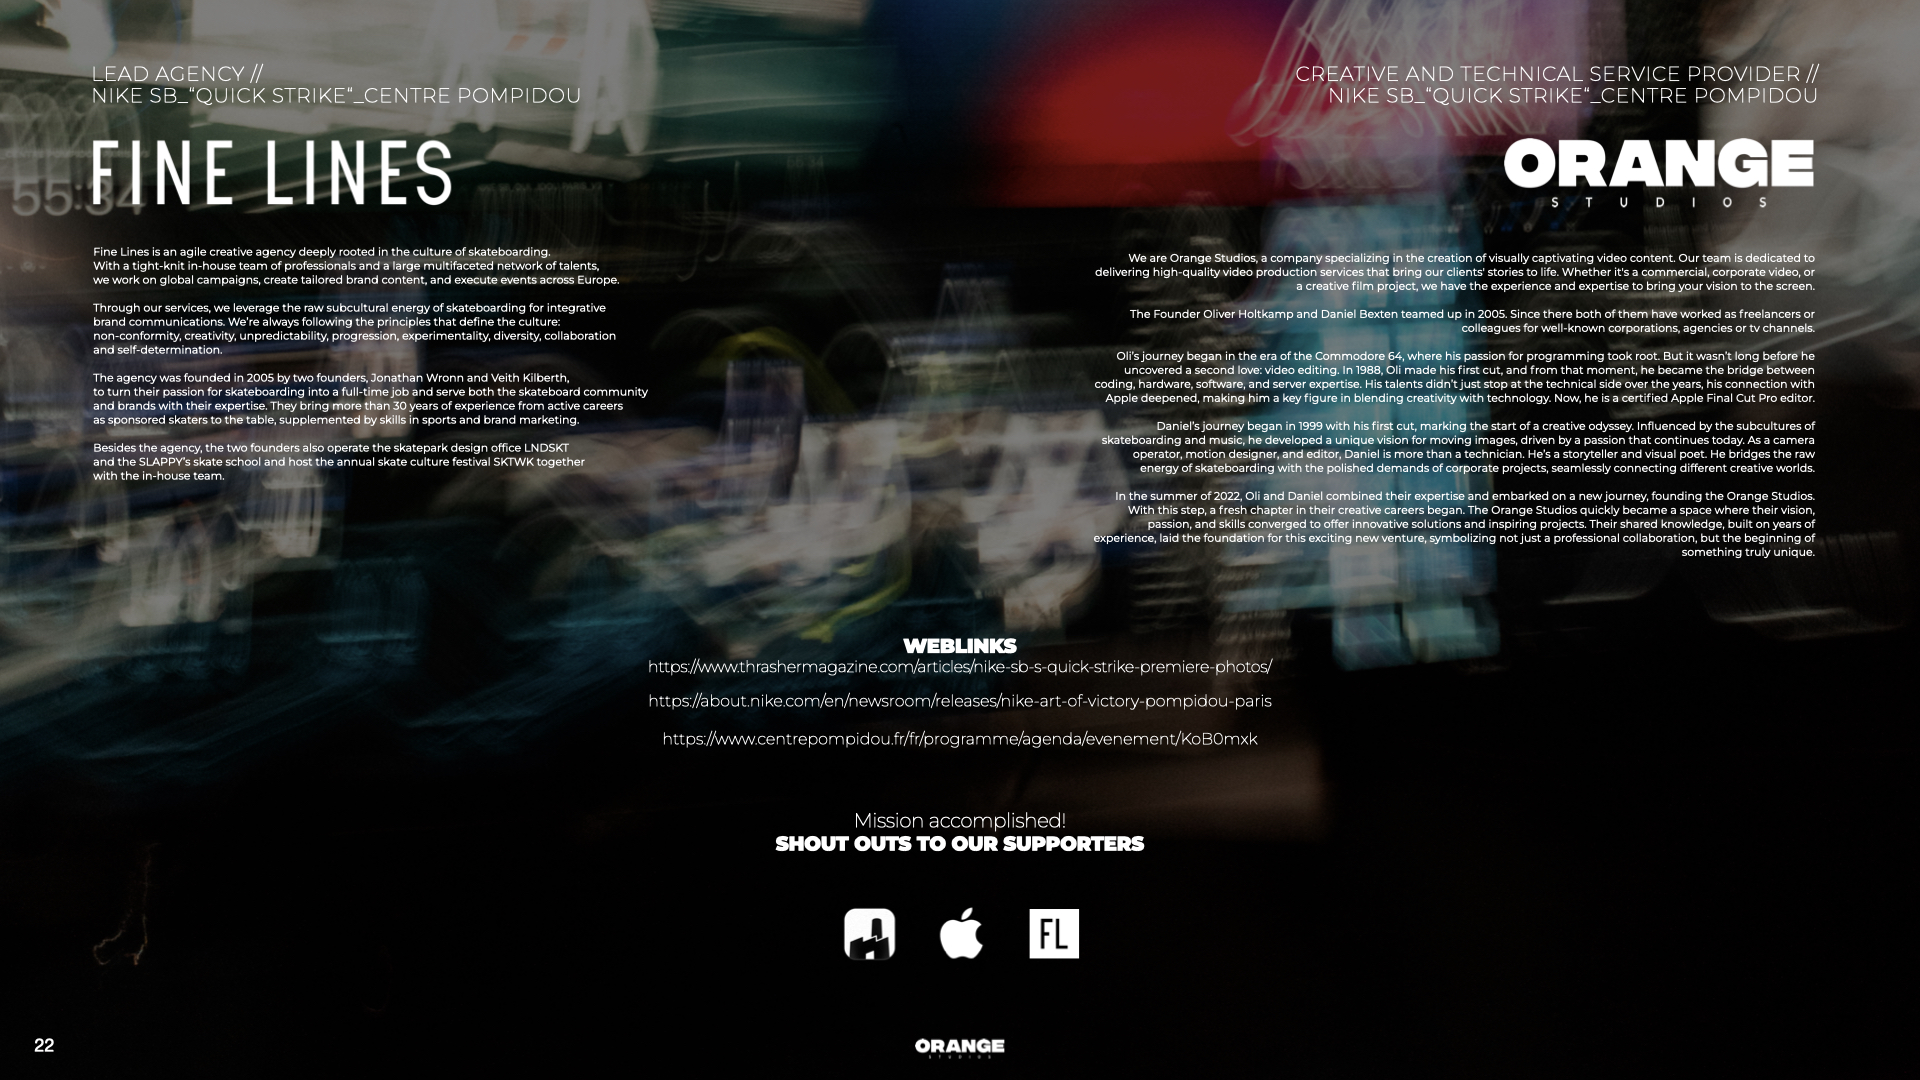 LEAD AGENCY //
NIKE SB_“QUICK STRIKE“_CENTRE POMPIDOU
FINE LINES
55:34
Fine Lines is an agile creative agency deeply rooted in the culture of skateboarding.
With a tight-knit in-house team of professionals and a large multifaceted network of talents,
we work on global campaigns, create tailored brand content, and execute events across Europe.
Through our services, we leverage the raw subcultural energy of skateboarding for integrative
brand communications. We’re always following the principles that define the culture:
non-conformity, creativity, unpredictability, progression, experimentality, diversity, collaboration
and self-determination.
The agency was founded in 2005 by two founders, Jonathan Wronn and Veith Kilberth,
to turn their passion for skateboarding into a full-time job and serve both the skateboard community
and brands with their expertise. They bring more than 30 years of experience from active careers
as sponsored skaters to the table, supplemented by skills in sports and brand marketing.
Besides the agency, the two founders also operate the skatepark design office LNDSKT
and the SLAPPY’s skate school and host the annual skate culture festival SKTWK together
with the in-house team.
CREATIVE AND TECHNICAL SERVICE PROVIDER //
NIKE SB_“QUICK STRIKE“_CENTRE POMPIDOU
ORANGE
STUDIOS
We are Orange Studios, a company specializing in the creation of visually captivating video content. Our team is dedicated to
delivering high-quality video production services that bring our clients' stories to life. Whether it's a commercial, corporate video, or
a creative film project, we have the experience and expertise to bring your vision to the screen.
The Founder Oliver Holtkamp and Daniel Bexten teamed up in 2005. Since there both of them have worked as freelancers or
colleagues for well-known corporations, agencies or tv channels.
Oli’s journey began in the era of the Commodore 64, where his passion for programming took root. But it wasn’t long before he
uncovered a second love: video editing. In 1988, Oli made his first cut, and from that moment, he became the bridge between
coding, hardware, software, and server expertise. His talents didn’t just stop at the technical side over the years, his connection with
Apple deepened, making him a key figure in blending creativity with technology. Now, he is a certified Apple Final Cut Pro editor.
Daniel’s journey began in 1999 with his first cut, marking the start of a creative odyssey. Influenced by the subcultures of
skateboarding and music, he developed a unique vision for moving images, driven by a passion that continues today. As a camera
operator, motion designer, and editor, Daniel is more than a technician. He’s a storyteller and visual poet. He bridges the raw
energy of skateboarding with the polished demands of corporate projects, seamlessly connecting different creative worlds.
In the summer of 2022, Oli and Daniel combined their expertise and embarked on a new journey, founding the Orange Studios.
With this step, a fresh chapter in their creative careers began. The Orange Studios quickly became a space where their vision,
passion, and skills converged to offer innovative solutions and inspiring projects. Their shared knowledge, built on years of
experience, laid the foundation for this exciting new venture, symbolizing not just a professional collaboration, but the beginning of
something truly unique.
WEBLINKS
https://www.thrashermagazine.com/articles/nike-sb-s-quick-strike-premiere-photos/
https://about.nike.com/en/newsroom/releases/nike-art-of-victory-pompidou-paris
https://www.centrepompidou.fr/fr/programme/agenda/evenement/KoB0mxk
Mission accomplished!
SHOUT OUTS TO OUR SUPPORTERS
FL
22
ORANGE
STUDIOS